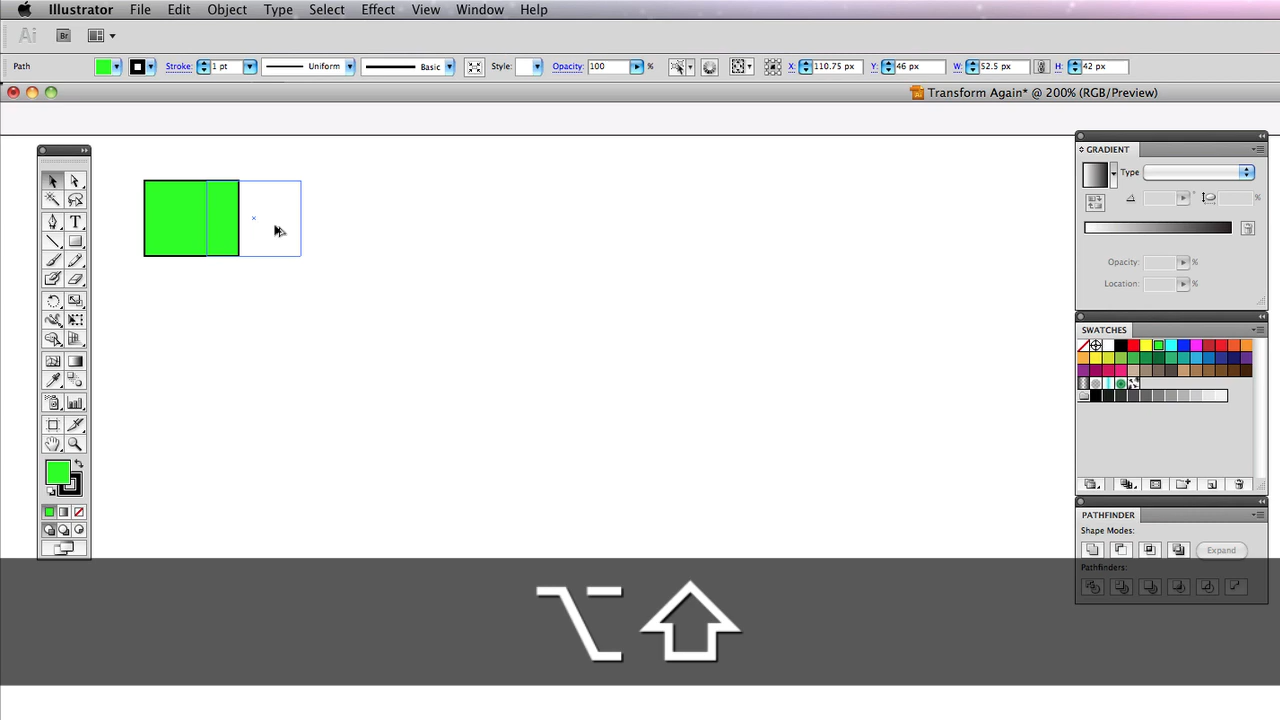 Illustrator File Edit Object Type Select Effect View Window Help
Ai Br
Path Stroke: 1 pt Uniform Basic Style: Opacity: 100 % X: 110.75 px Y: 46 px W: 52.5 px H: 42 px
Transform Again* @ 200% (RGB/Preview)
GRADIENT
Type
°
%
Opacity: %
Location: %
SWATCHES
PATHFINDER
Shape Modes:
Expand
Pathfinders:
T